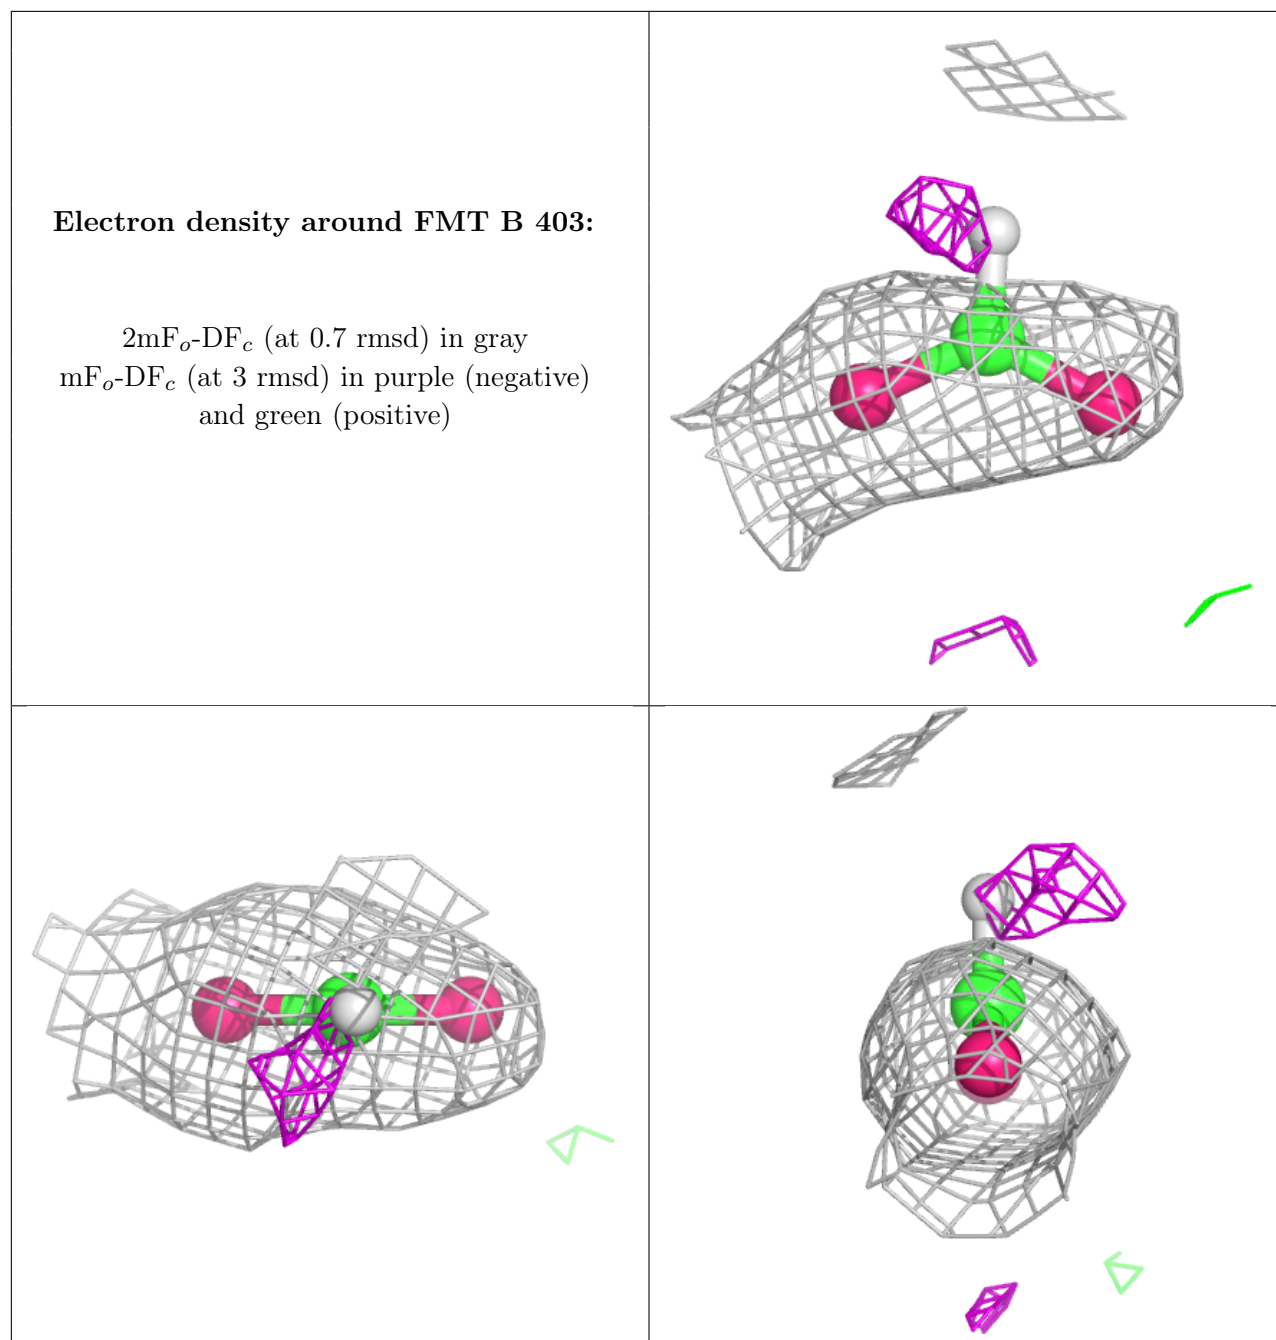 Electron density around FMT B 403:
2mFₒ-DF𝒸 (at 0.7 rmsd) in gray
mFₒ-DF𝒸 (at 3 rmsd) in purple (negative)
and green (positive)